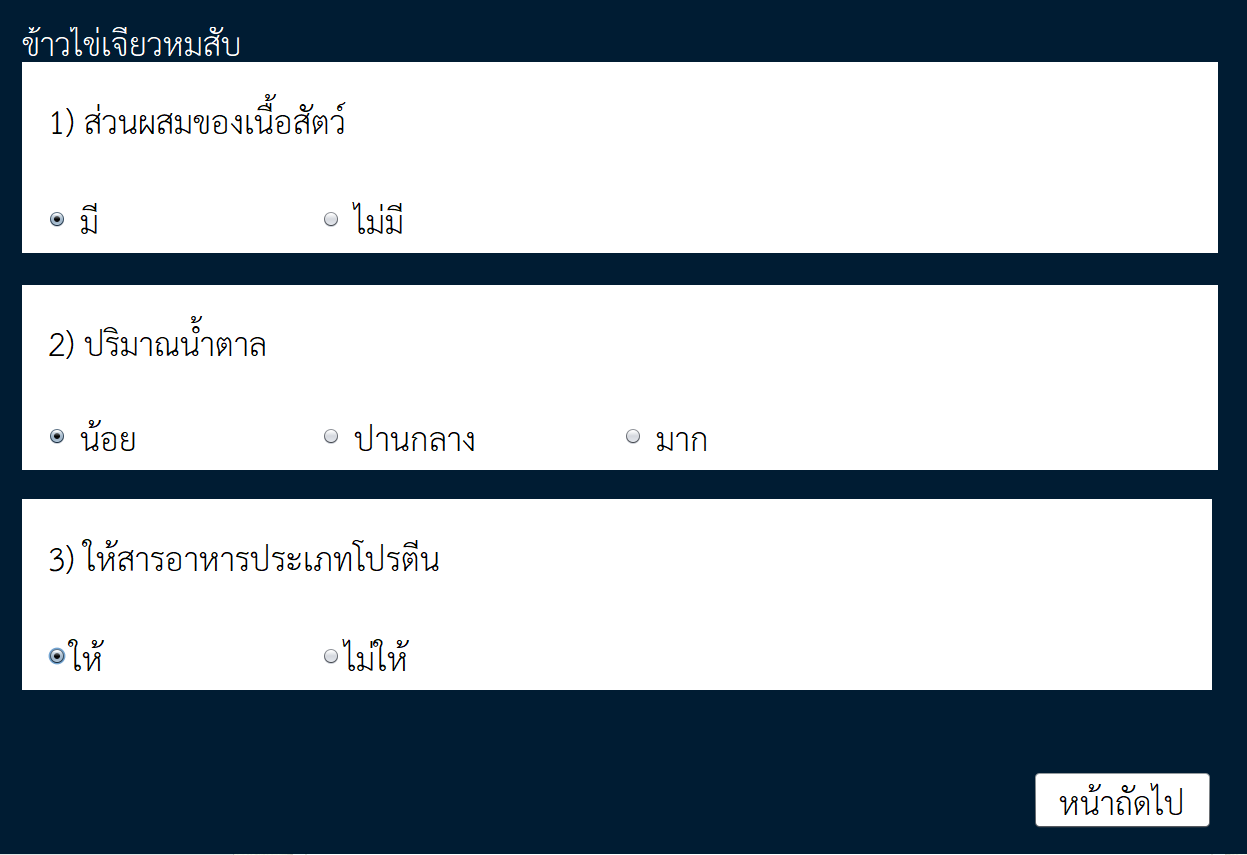 ข้าวไข่เจียวหมสับ
1) ส่วนผสมของเนื้อสัตว์
มี ไม่มี
2) ปริมาณน้ำตาล
น้อย ปานกลาง มาก
3) ให้สารอาหารประเภทโปรตีน
ให้ ไม่ให้
หน้าถัดไป